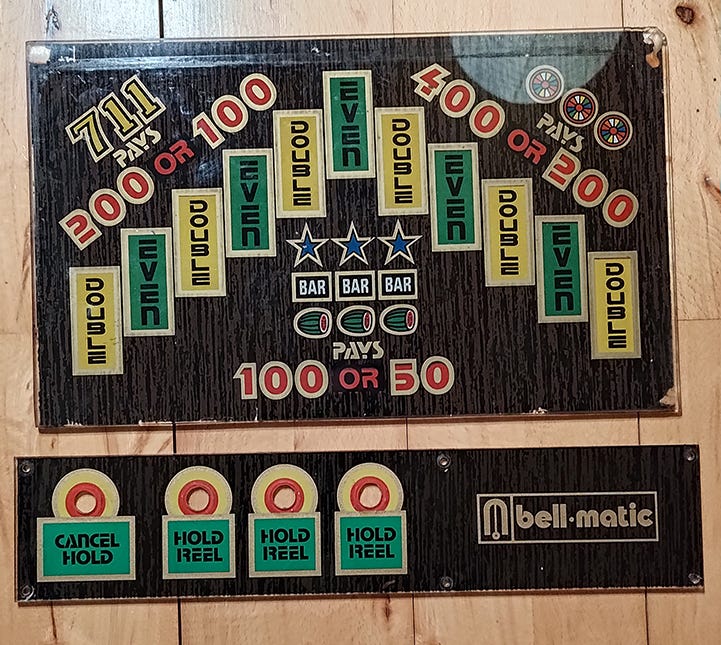 711
PAYS
200 OR 100
400 OR 200
PAYS
DOUBLE
EVEN
DOUBLE
EVEN
DOUBLE
EVEN
DOUBLE
EVEN
DOUBLE
EVEN
DOUBLE
BAR BAR BAR
PAYS
100 OR 50
CANCEL
HOLD
HOLD
REEL
HOLD
REEL
HOLD
REEL
bell·matic